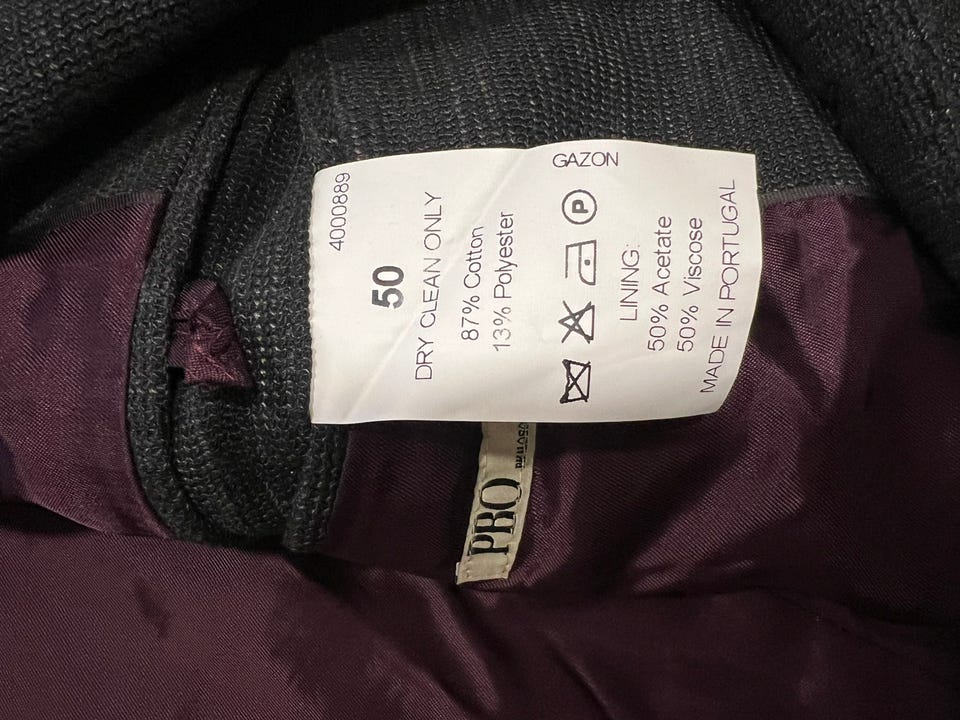 4000889
50
DRY CLEAN ONLY
87% Cotton
13% Polyester
GAZON
P
LINING:
50% Acetate
50% Viscose
MADE IN PORTUGAL
PBO